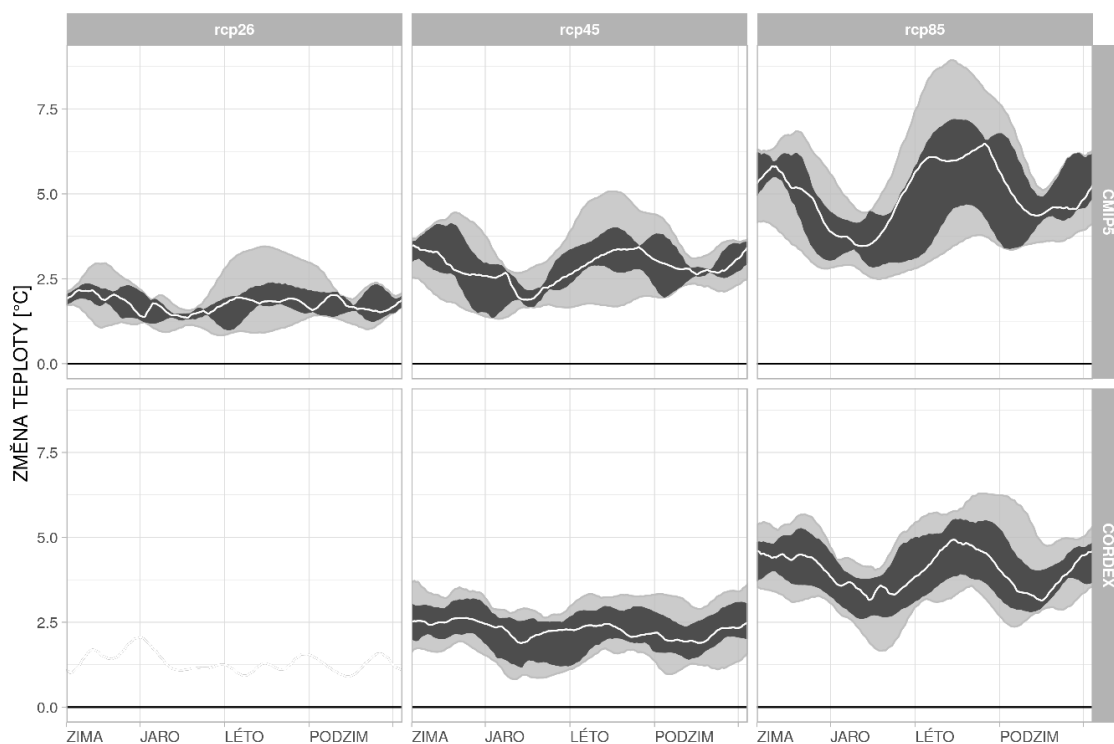 rcp26 rcp45 rcp85
ZMĚNA TEPLOTY [°C]
7.5
5.0
2.5
0.0
CMIP5
7.5
5.0
2.5
0.0
CORDEX
ZIMA JARO LÉTO PODZIM ZIMA JARO LÉTO PODZIM ZIMA JARO LÉTO PODZIM